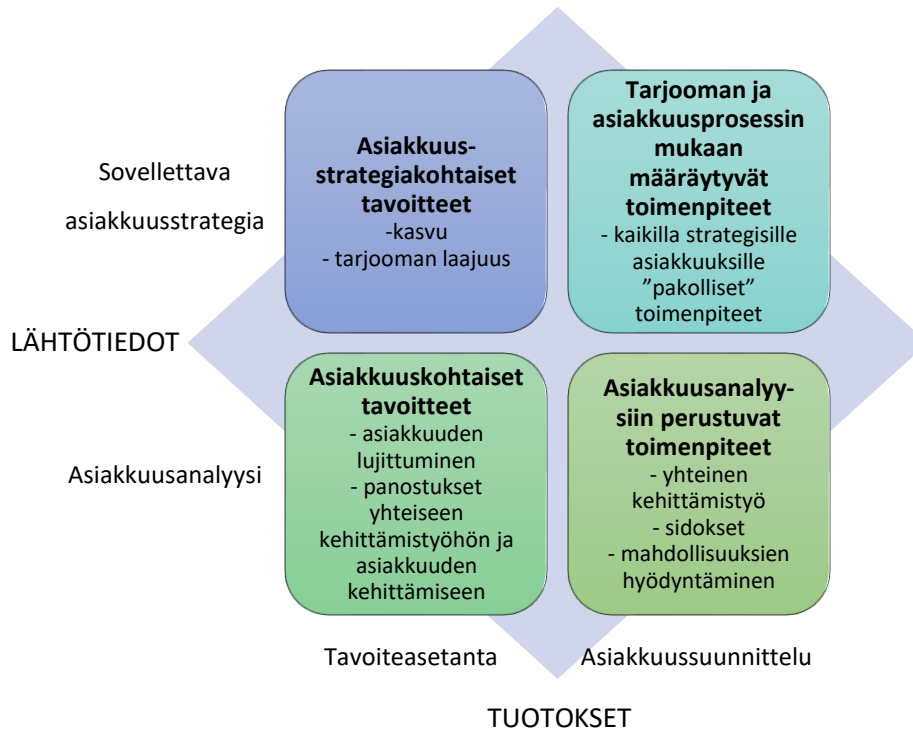 Sovellettava
asiakkuusstrategia
Asiakkuus-
strategiakohtaiset
tavoitteet
-kasvu
- tarjooman laajuus
Tarjooman ja
asiakkuusprosessin
mukaan
määräytyvät
toimenpiteet
- kaikilla strategisille
asiakkuuksille
”pakolliset”
toimenpiteet
LÄHTÖTIEDOT
Asiakkuusanalyysi
Asiakkuuskohtaiset
tavoitteet
- asiakkuuden
lujittuminen
- panostukset
yhteiseen
kehittämistyöhön ja
asiakkuuden
kehittämiseen
Asiakkuusanalyy-
siin perustuvat
toimenpiteet
- yhteinen
kehittämistyö
- sidokset
- mahdollisuuksien
hyödyntäminen
Tavoiteasetanta
Asiakkuussuunnittelu
TUOTOKSET